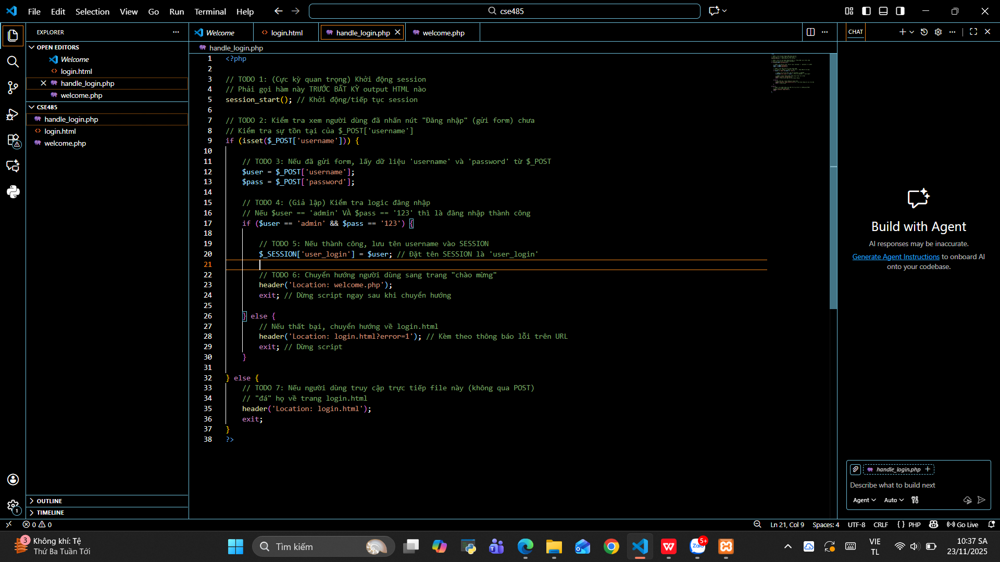 File Edit Selection View Go Run Terminal Help
cse485
EXPLORER
OPEN EDITORS
Welcome
login.html
handle_login.php
welcome.php
CSE485
handle_login.php
login.html
welcome.php
OUTLINE
TIMELINE
Welcome login.html handle_login.php welcome.php
handle_login.php
1 <?php
2
3 // TODO 1: (Cực kỳ quan trọng) Khởi động session
4 // Phải gọi hàm này TRƯỚC BẤT KỲ output HTML nào
5 session_start(); // Khởi động/tiếp tục session
6
7 // TODO 2: Kiểm tra xem người dùng đã nhấn nút "Đăng nhập" (gửi form) chưa
8 // Kiểm tra sự tồn tại của $_POST['username']
9 if (isset($_POST['username'])) {
10
11 // TODO 3: Nếu đã gửi form, lấy dữ liệu 'username' và 'password' từ $_POST
12 $user = $_POST['username'];
13 $pass = $_POST['password'];
14
15 // TODO 4: (Giả lập) Kiểm tra logic đăng nhập
16 // Nếu $user == 'admin' VÀ $pass == '123' thì là đăng nhập thành công
17 if ($user == 'admin' && $pass == '123') {
18
19 // TODO 5: Nếu thành công, lưu tên username vào SESSION
20 $_SESSION['user_login'] = $user; // Đặt tên SESSION là 'user_login'
21
22 // TODO 6: Chuyển hướng người dùng sang trang "chào mừng"
23 header('Location: welcome.php');
24 exit; // Dừng script ngay sau khi chuyển hướng
25
26 } else {
27 // Nếu thất bại, chuyển hướng về login.html
28 header('Location: login.html?error=1'); // Kèm theo thông báo lỗi trên URL
29 exit; // Dừng script
30 }
31
32 } else {
33 // TODO 7: Nếu người dùng truy cập trực tiếp file này (không qua POST)
34 // "đá" họ về trang login.html
35 header('Location: login.html');
36 exit;
37 }
38 ?>
CHAT
Build with Agent
AI responses may be inaccurate.
Generate Agent Instructions to onboard AI
onto your codebase.
handle_login.php
Describe what to build next
Agent Auto
1
0 0
Ln 21, Col 9 Spaces: 4 UTF-8 CRLF { } PHP Go Live
3
Không khí: Tệ
Thứ Ba Tuần Tới
Tìm kiếm
Zalo
5+
VIE
TL
10:37 SA
23/11/2025